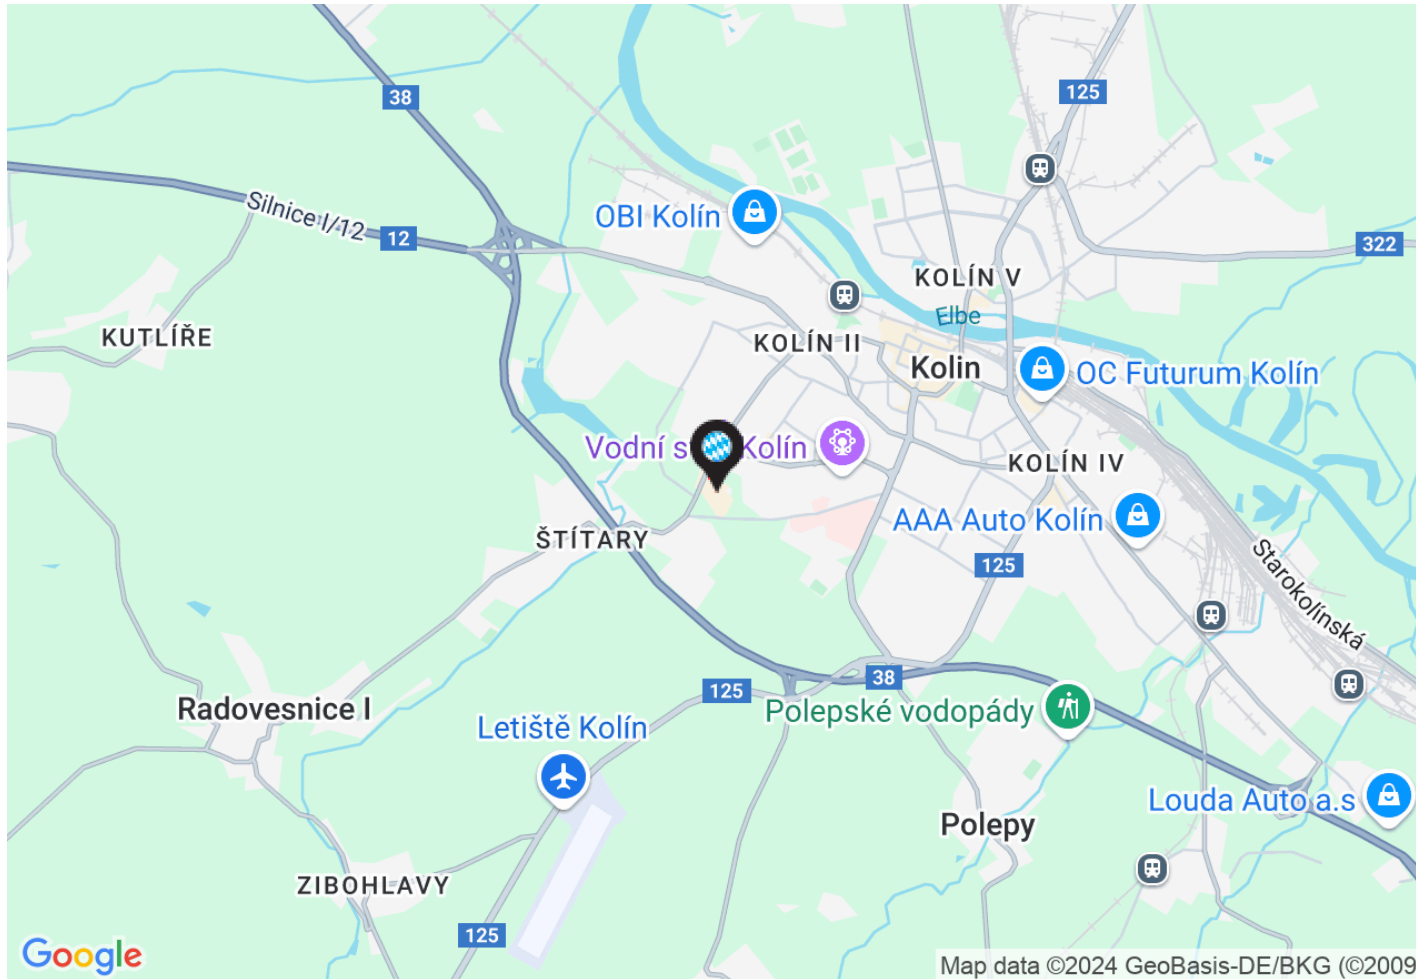 38
125
Silnice I/12
12
OBI Kolín
322
KOLÍN V
Elbe
KUTLÍŘE
KOLÍN II
Kolin
OC Futurum Kolín
Vodní s
Kolín
KOLÍN IV
AAA Auto Kolín
ŠTÍTARY
125
Starokolínská
38
125
Radovesnice I
Polepské vodopády
Letiště Kolín
Louda Auto a.s
Polepy
ZIBOHLAVY
125
Google
Map data ©2024 GeoBasis-DE/BKG (©2009